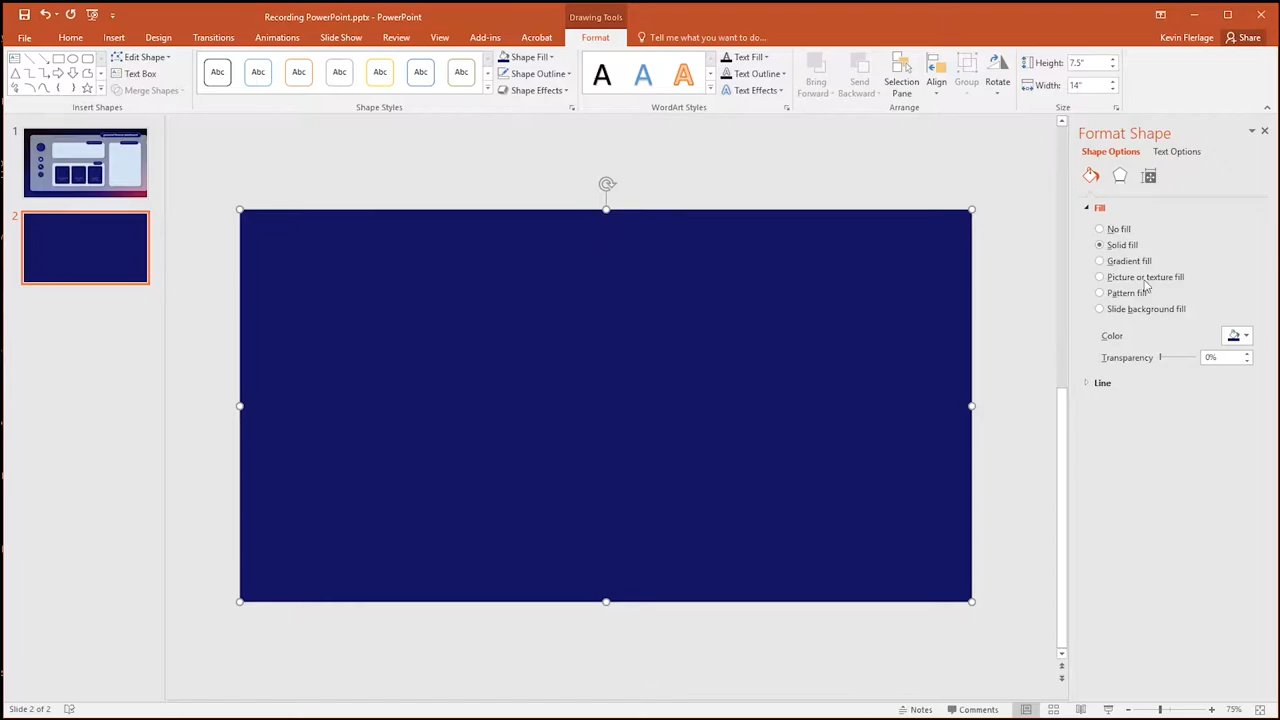 Recording PowerPoint.pptx - PowerPoint
Drawing Tools
File Home Insert Design Transitions Animations Slide Show Review View Add-ins Acrobat Format Tell me what you want to do... Kevin Flerlage Share
Edit Shape
Text Box
Merge Shapes
Insert Shapes
Abc Abc Abc Abc Abc Abc Abc
Shape Styles
Shape Fill
Shape Outline
Shape Effects
A A A
WordArt Styles
Text Fill
Text Outline
Text Effects
Bring Forward
Send Backward
Selection Pane
Align
Group
Rotate
Arrange
Height: 7.5"
Width: 14"
Size
1
2
Format Shape
Shape Options Text Options
Fill
No fill
Solid fill
Gradient fill
Picture or texture fill
Pattern fill
Slide background fill
Color
Transparency 0%
Line
Slide 2 of 2
Notes Comments 75%